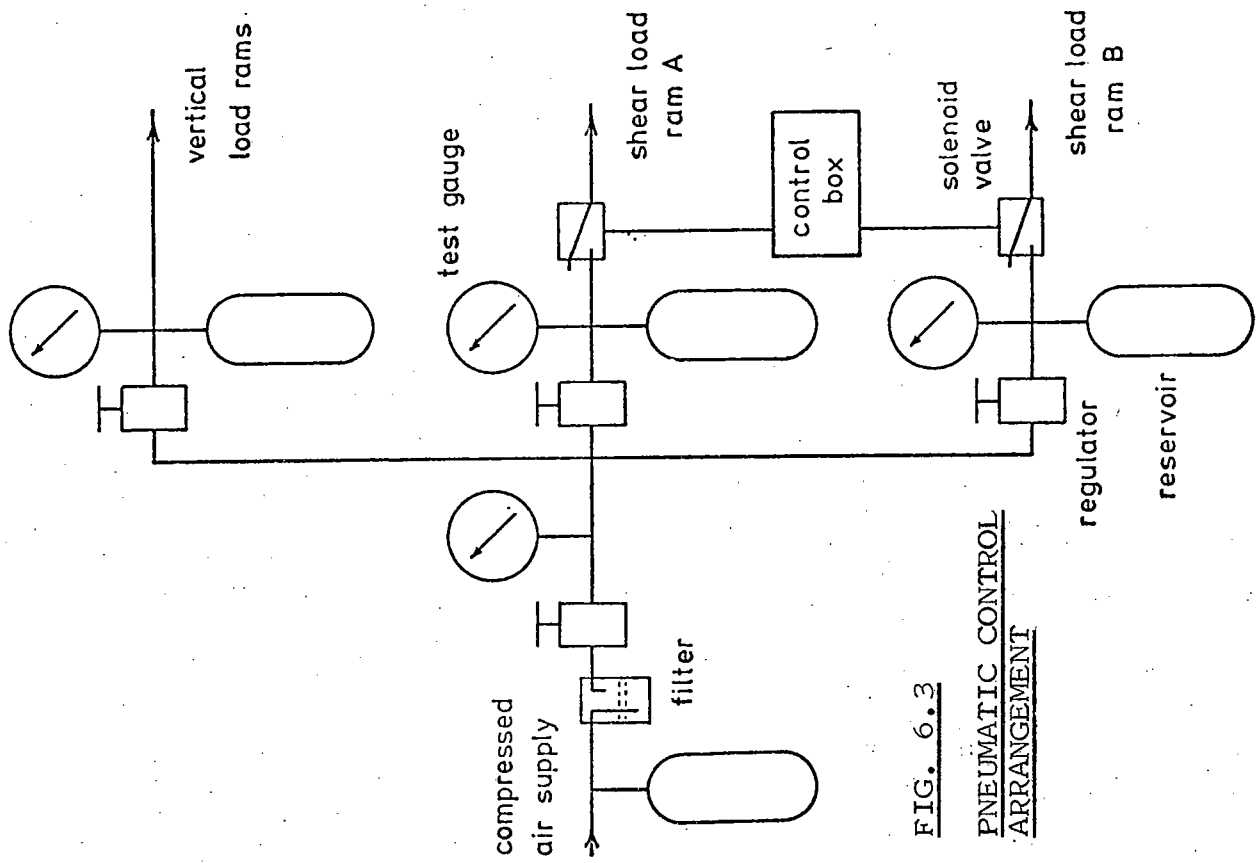 vertical
load rams
test gauge
shear load
ram A
control
box
solenoid
valve
shear load
ram B
compressed
air supply
filter
regulator
reservoir
FIG. 6.3
PNEUMATIC CONTROL
ARRANGEMENT